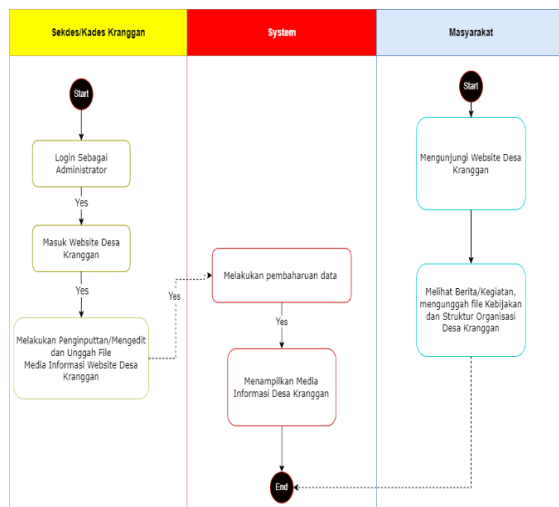 Sekdes/Kades Kranggan
System
Masyarakat
Start
Login Sebagai
Administrator
Yes
Masuk Website Desa
Kranggan
Yes
Melakukan Penginputtan/Mengedit
dan Unggah File
Media Informasi Website Desa
Kranggan
Yes
Melakukan pembaharuan data
Yes
Menampilkan Media
Informasi Desa Kranggan
End
Start
Mengunjungi Website Desa
Kranggan
Melihat Berita/Kegiatan,
mengunggah file Kebijakan
dan Struktur Organisasi
Desa Kranggan